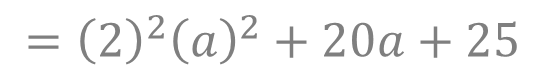 = (2)²(a)² + 20a + 25